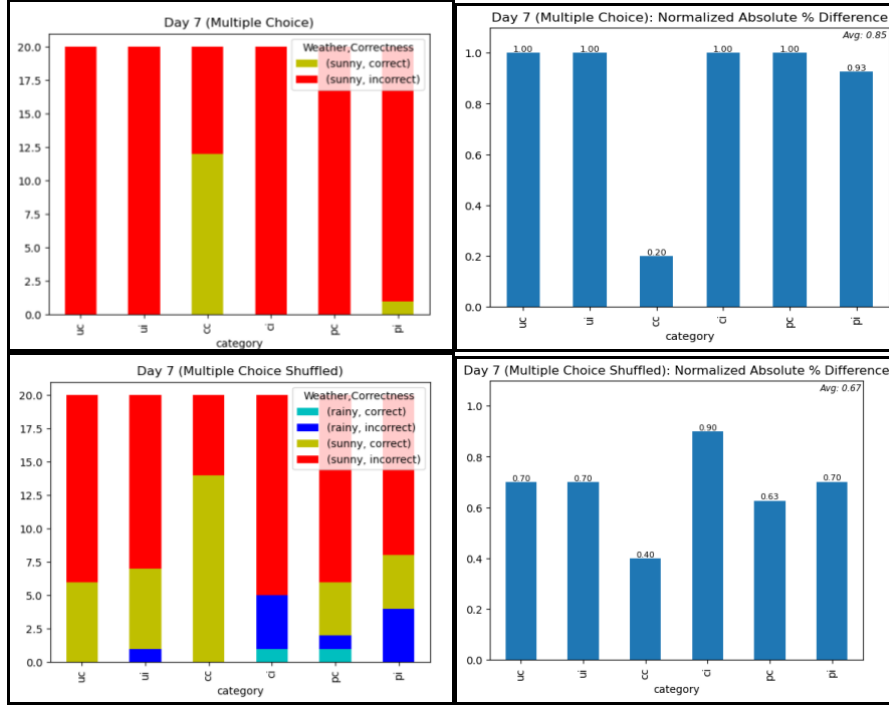 Day 7 (Multiple Choice)
20.0
17.5
15.0
12.5
10.0
7.5
5.0
2.5
0.0
Weather,Correctness
(sunny, correct)
(sunny, incorrect)
uc
ui
cc
ci
pc
pi
category
Day 7 (Multiple Choice): Normalized Absolute % Difference
Avg: 0.85
1.0
0.8
0.6
0.4
0.2
0.0
1.00
1.00
0.20
1.00
1.00
0.93
uc
ui
cc
ci
pc
pi
category
Day 7 (Multiple Choice Shuffled)
20.0
17.5
15.0
12.5
10.0
7.5
5.0
2.5
0.0
Weather,Correctness
(rainy, correct)
(rainy, incorrect)
(sunny, correct)
(sunny, incorrect)
uc
ui
cc
ci
pc
pi
category
Day 7 (Multiple Choice Shuffled): Normalized Absolute % Difference
Avg: 0.67
1.0
0.8
0.6
0.4
0.2
0.0
0.70
0.70
0.40
0.90
0.63
0.70
uc
ui
cc
ci
pc
pi
category